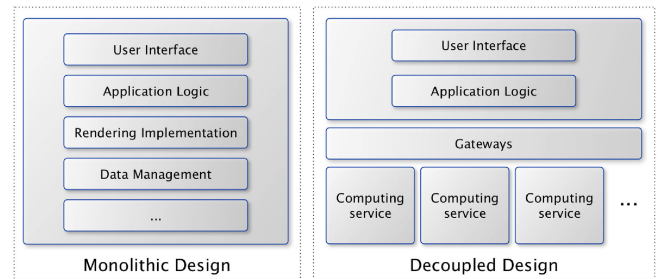 User Interface
Application Logic
Rendering Implementation
Data Management
...
Monolithic Design
User Interface
Application Logic
Gateways
Computing
service
Computing
service
Computing
service
...
Decoupled Design